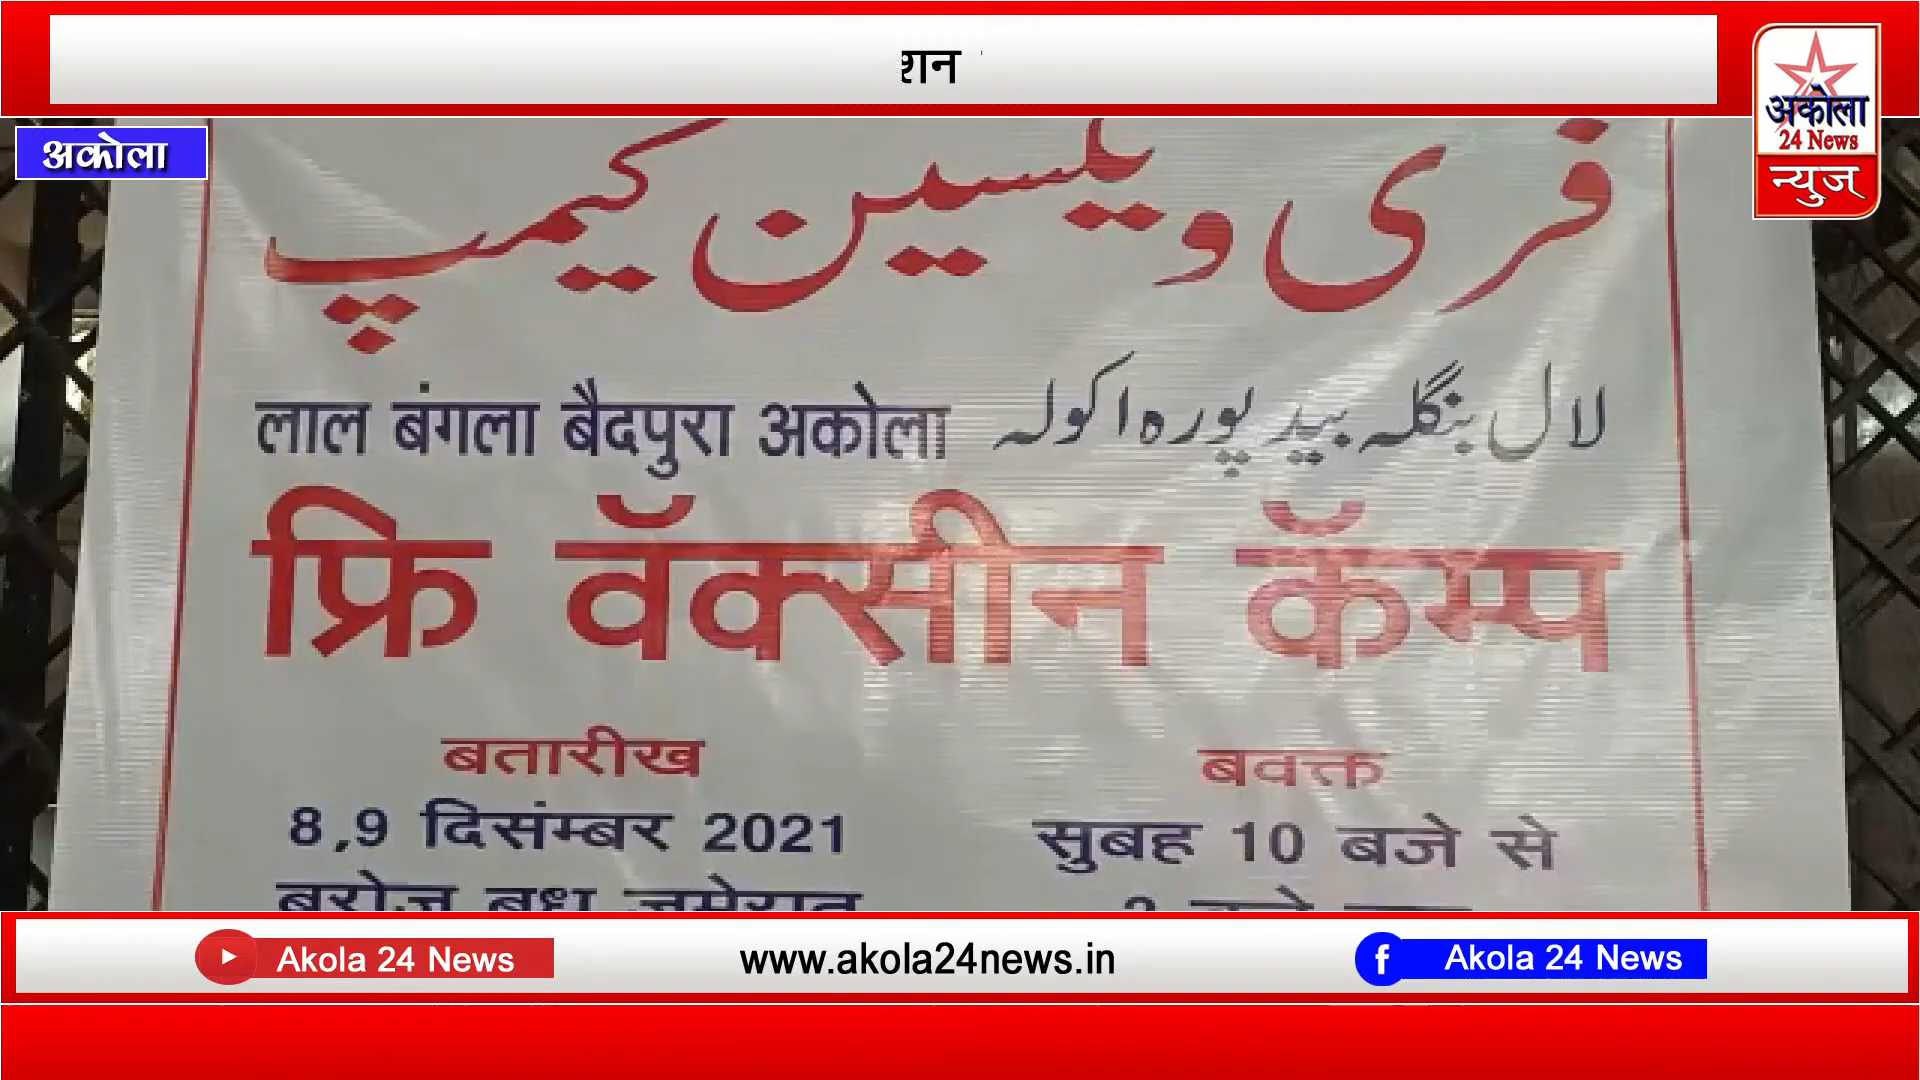 शन
अकोला
अकोला
24 News
न्युज
فری ویکسین کیمپ
लाल बंगला बैदपुरा अकोला لال بنگلہ بید پورہ اکولہ
फ्रि वॅक्सीन कॅम्प
बतारीख बवक्त
8,9 दिसंम्बर 2021 सुबह 10 बजे से
बरोज बुध जुमेरात
Akola 24 News www.akola24news.in f Akola 24 News